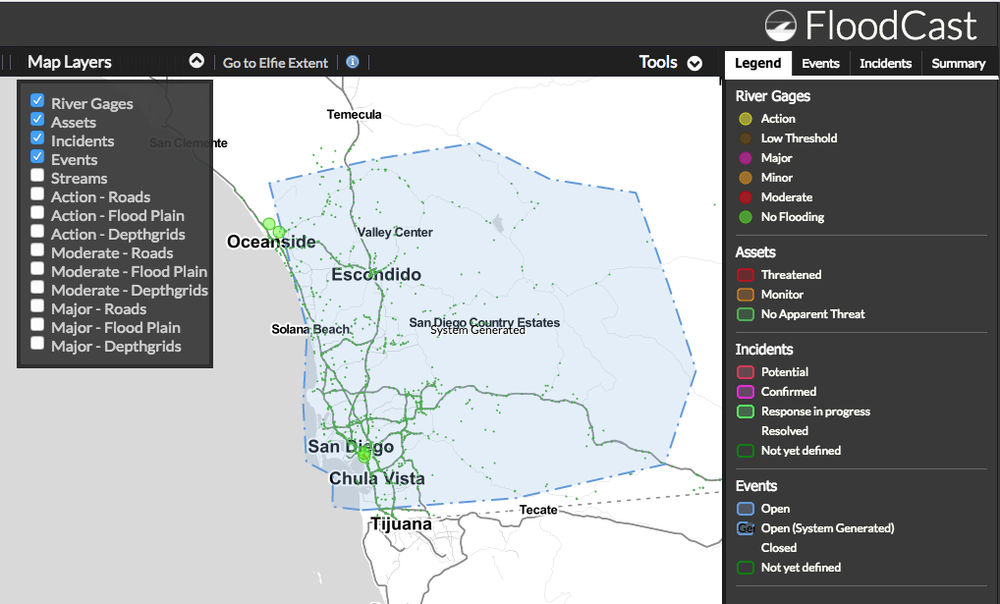 FloodCast
Map Layers
Go to Elfie Extent
Tools
Legend
Events
Incidents
Summary
River Gages
Assets
Incidents
Events
Streams
Action - Roads
Action - Flood Plain
Action - Depthgrids
Moderate - Roads
Moderate - Flood Plain
Moderate - Depthgrids
Major - Roads
Major - Flood Plain
Major - Depthgrids
Temecula
San Clemente
Valley Center
Oceanside
Escondido
San Diego Country Estates
System Generated
Solana Beach
San Diego
Chula Vista
Tecate
Tijuana
River Gages
Action
Low Threshold
Major
Minor
Moderate
No Flooding
Assets
Threatened
Monitor
No Apparent Threat
Incidents
Potential
Confirmed
Response in progress
Resolved
Not yet defined
Events
Open
Ger Open (System Generated)
Closed
Not yet defined